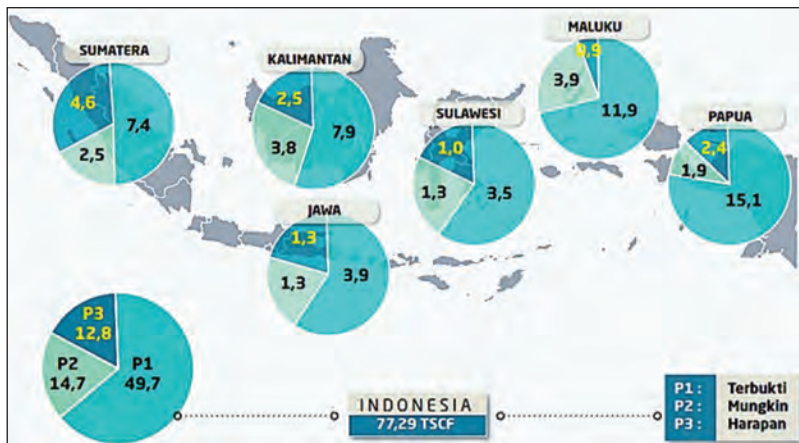 SUMATERA
4,6
7,4
2,5
KALIMANTAN
2,5
7,9
3,8
SULAWESI
1,0
1,3
3,5
MALUKU
0,9
3,9
11,9
PAPUA
2,4
1,9
15,1
JAWA
1,3
1,3
3,9
P3
12,8
P2
14,7
P1
49,7
INDONESIA
77,29 TSCF
P1 : Terbukti
P2 : Mungkin
P3 : Harapan